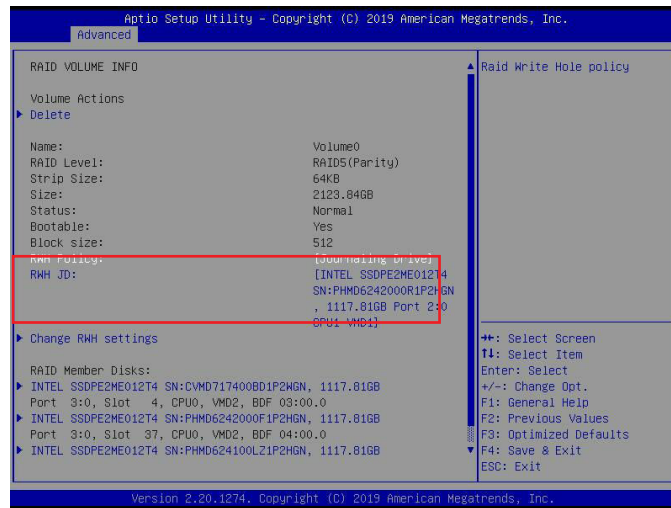 Aptio Setup Utility – Copyright (C) 2019 American Megatrends, Inc.
Advanced
RAID VOLUME INFO
Volume Actions
Delete
Name: Volume0
RAID Level: RAID5(Parity)
Strip Size: 64KB
Size: 2123.84GB
Status: Normal
Bootable: Yes
Block size: 512
RWH Policy: [Journaling Drive]
RWH JD: [INTEL SSDPE2ME012T4
SN:PHMD6242000R1P2HGN
, 1117.81GB Port 2:0
CPU1 VMD1]
Change RWH settings
RAID Member Disks:
INTEL SSDPE2ME012T4 SN:CVMD717400BD1P2WGN, 1117.81GB
Port 3:0, Slot 4, CPU0, VMD2, BDF 03:00.0
INTEL SSDPE2ME012T4 SN:PHMD6242000F1P2HGN, 1117.81GB
Port 3:0, Slot 37, CPU0, VMD2, BDF 04:00.0
INTEL SSDPE2ME012T4 SN:PHMD624100LZ1P2HGN, 1117.81GB
Raid Write Hole policy
→←: Select Screen
↑↓: Select Item
Enter: Select
+/-: Change Opt.
F1: General Help
F2: Previous Values
F3: Optimized Defaults
F4: Save & Exit
ESC: Exit
Version 2.20.1274. Copyright (C) 2019 American Megatrends, Inc.